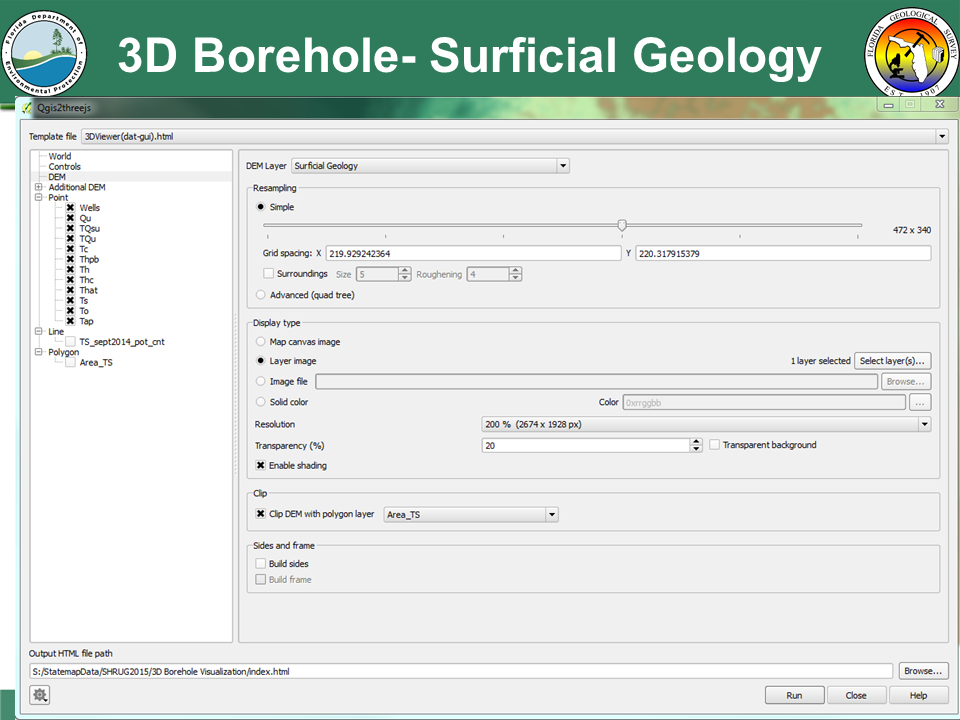 Florida Department of Environmental Protection
3D Borehole- Surficial Geology
FLORIDA GEOLOGICAL SURVEY
EST. 1907
Qgis2threejs
Template file 3DViewer(dat-gui).html
World
Controls
DEM
Additional DEM
Point
Wells
Qu
TQsu
TQu
Tc
Thpb
Th
Thc
That
Ts
To
Tap
Line
TS_sept2014_pot_cnt
Polygon
Area_TS
DEM Layer Surficial Geology
Resampling
Simple
472 x 340
Grid spacing: X 219.929242364 Y 220.317915379
Surroundings Size 5 Roughening 4
Advanced (quad tree)
Display type
Map canvas image
Layer image 1 layer selected Select layer(s)...
Image file Browse...
Solid color Color 0xrrggbb ...
Resolution 200 % (2674 x 1928 px)
Transparency (%) 20 Transparent background
Enable shading
Clip
Clip DEM with polygon layer Area_TS
Sides and frame
Build sides
Build frame
Output HTML file path
S:/StatemapData/SHRUG2015/3D Borehole Visualization/index.html Browse...
Run Close Help